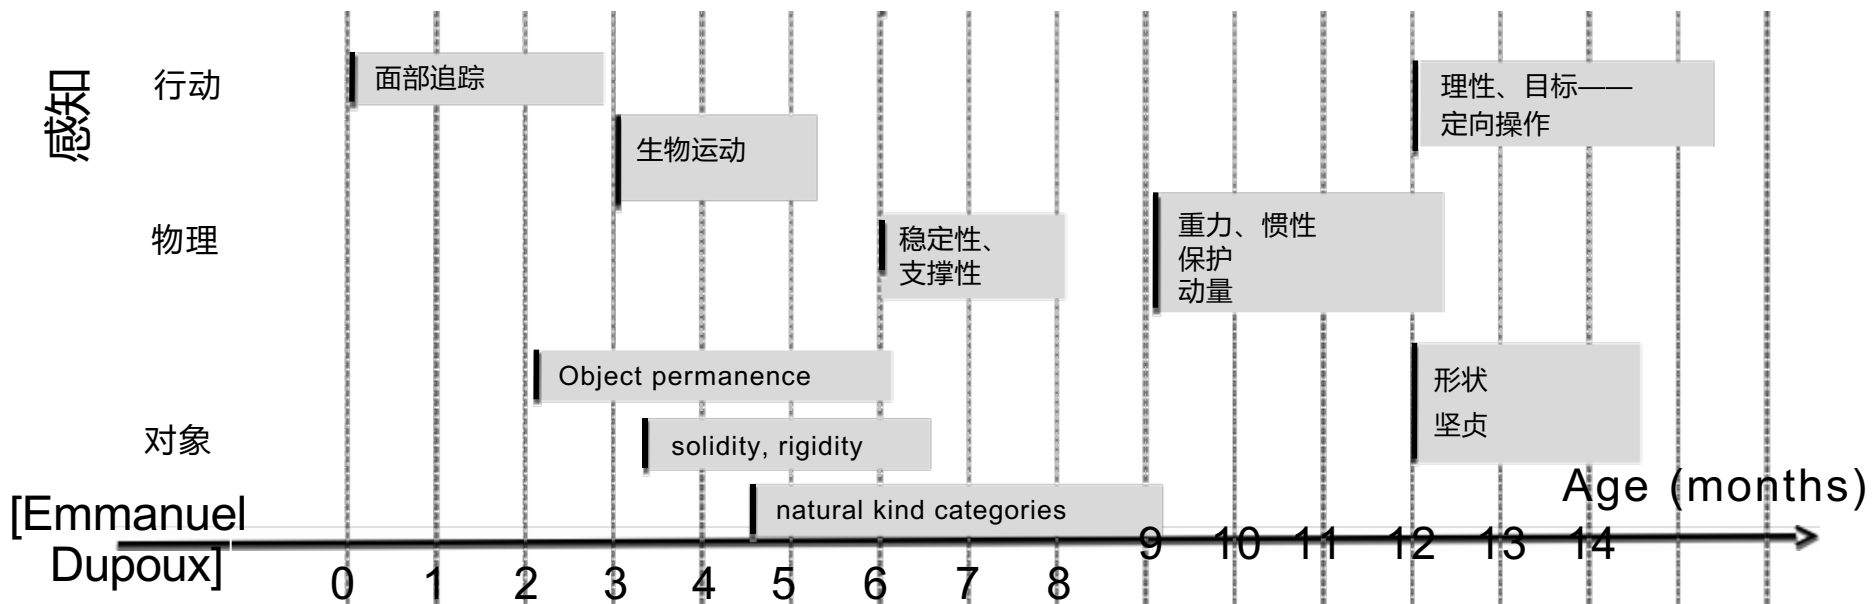 感知
行动
面部追踪
理性、目标——
定向操作
生物运动
物理
稳定性、
支撑性
重力、惯性
保护
动量
Object permanence
形状
坚贞
对象
solidity, rigidity
Age (months)
natural kind categories
[Emmanuel
Dupoux]
0 1 2 3 4 5 6 7 8 9 10 11 12 13 14